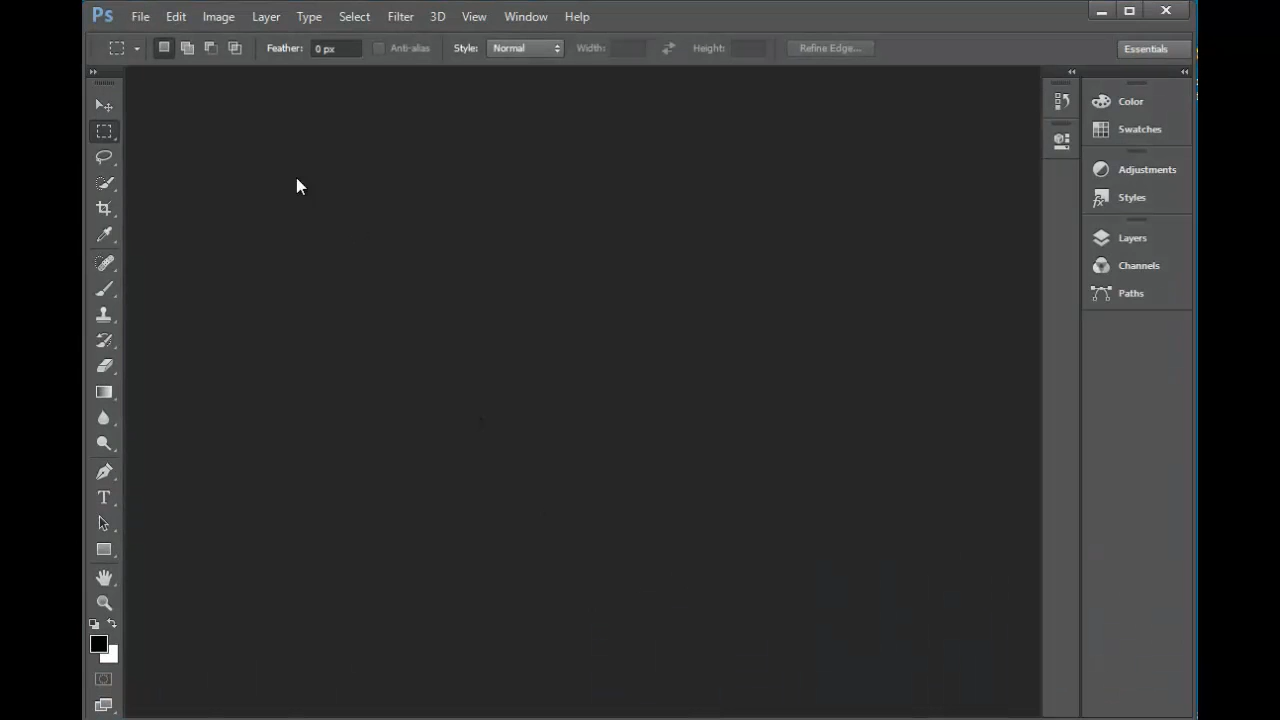 Ps File Edit Image Layer Type Select Filter 3D View Window Help
Feather: 0 px Anti-alias Style: Normal Width: Height: Refine Edge... Essentials
Color
Swatches
Adjustments
Styles
Layers
Channels
Paths